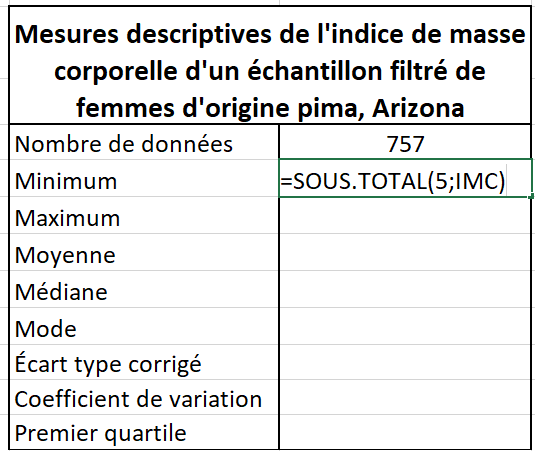 Mesures descriptives de l'indice de masse
corporelle d'un échantillon filtré de
femmes d'origine pima, Arizona
Nombre de données 757
Minimum =SOUS.TOTAL(5;IMC)
Maximum
Moyenne
Médiane
Mode
Écart type corrigé
Coefficient de variation
Premier quartile